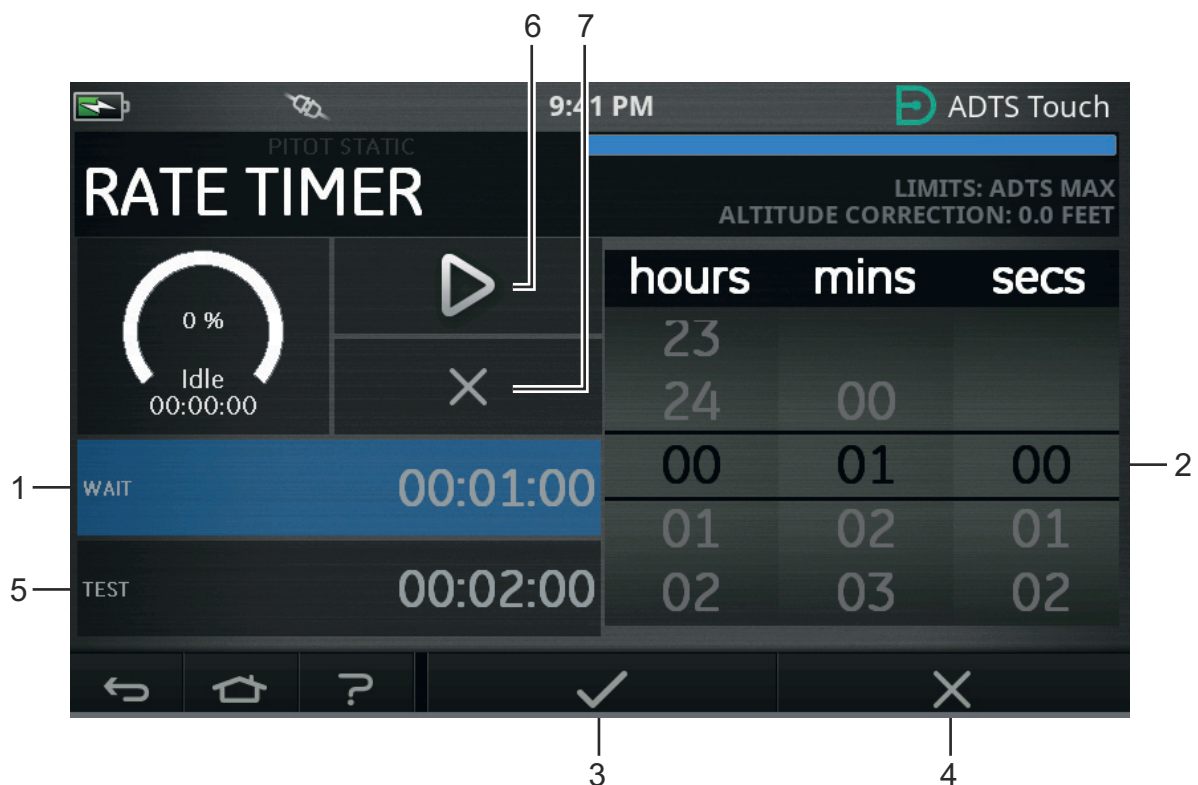 6 7
9:41 PM ADTS Touch
PITOT STATIC
RATE TIMER
LIMITS: ADTS MAX
ALTITUDE CORRECTION: 0.0 FEET
hours mins secs
0 %
Idle
00:00:00
23
24 00
00 01 00
01 02 01
02 03 02
1 WAIT 00:01:00
2
5 TEST 00:02:00
3 4